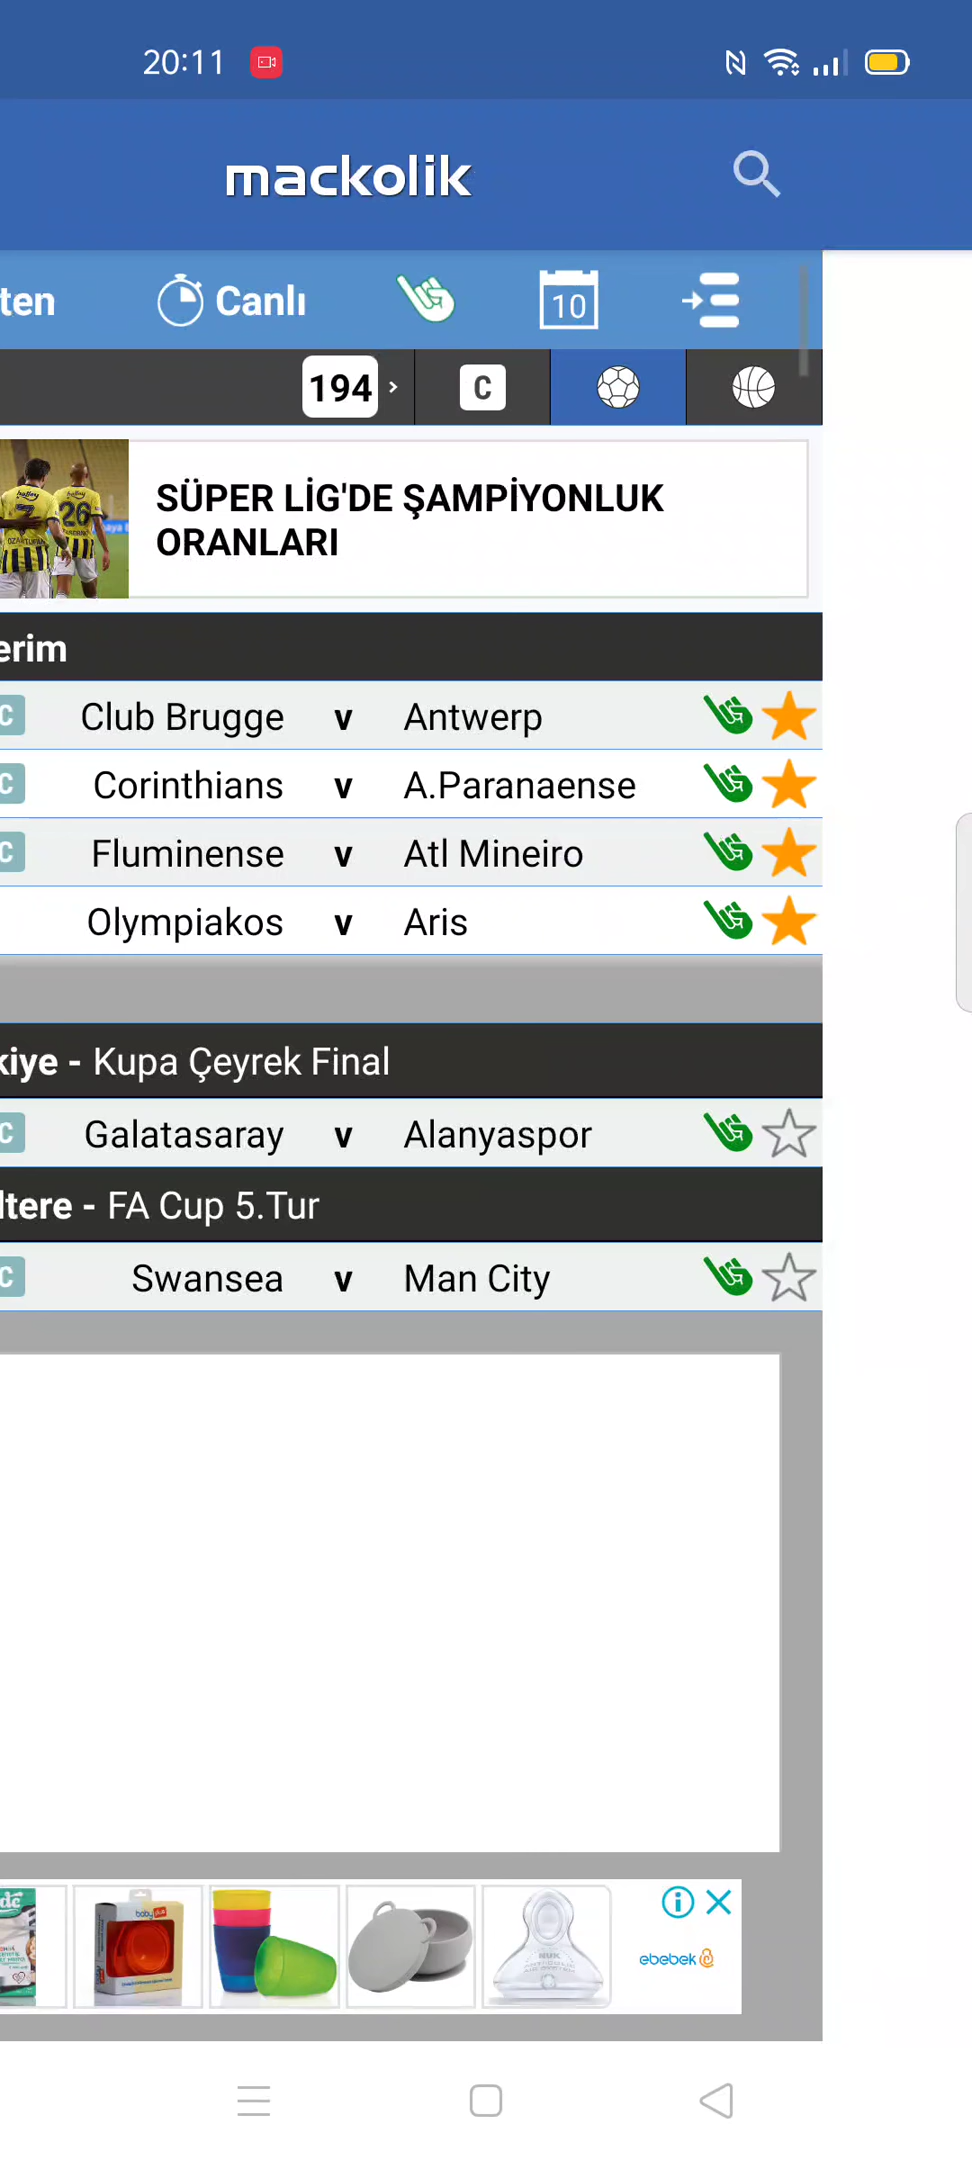 20:11
mackolik
ten
Canlı
10
194 >
C
26
SÜPER LİG'DE ŞAMPİYONLUK
ORANLARI
erim
C Club Brugge v Antwerp
C Corinthians v A.Paranaense
C Fluminense v Atl Mineiro
Olympiakos v Aris
kiye - Kupa Çeyrek Final
C Galatasaray v Alanyaspor
ltere - FA Cup 5.Tur
C Swansea v Man City
ebebek